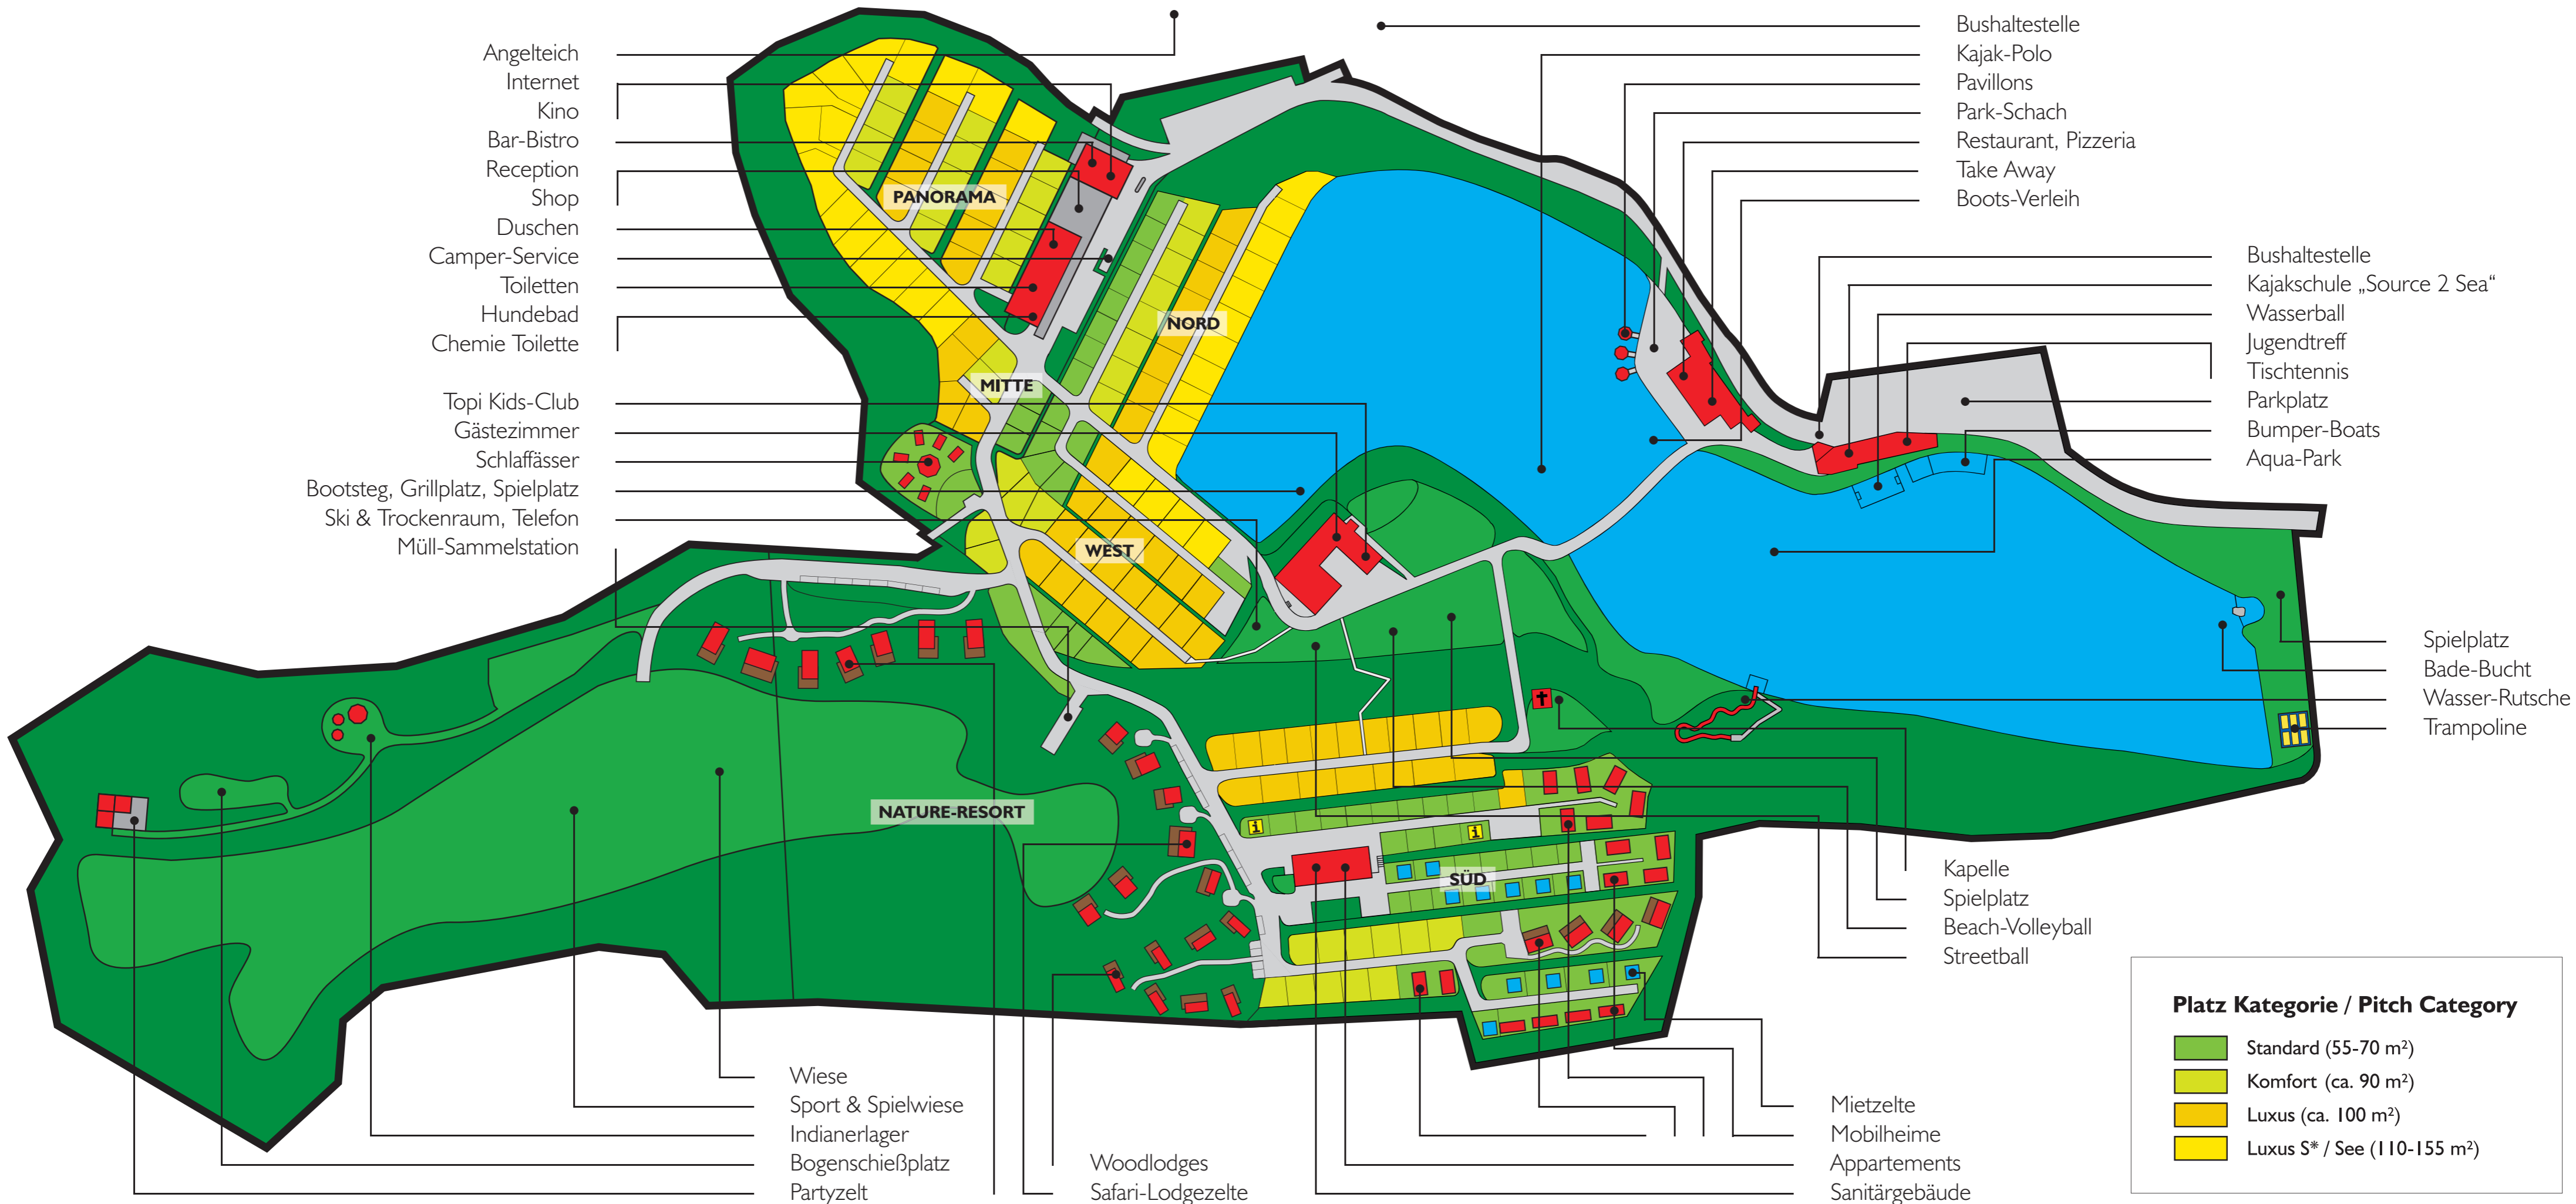 Angelteich
Internet
Kino
Bar-Bistro
Reception
Shop
Duschen
Camper-Service
Toiletten
Hundebad
Chemie Toilette
Topi Kids-Club
Gästezimmer
Schlaffässer
Bootsteg, Grillplatz, Spielplatz
Ski & Trockenraum, Telefon
Müll-Sammelstation
Bushaltestelle
Kajak-Polo
Pavillons
Park-Schach
Restaurant, Pizzeria
Take Away
Boots-Verleih
Bushaltestelle
Kajakschule „Source 2 Sea“
Wasserball
Jugendtreff
Tischtennis
Parkplatz
Bumper-Boats
Aqua-Park
Spielplatz
Bade-Bucht
Wasser-Rutsche
Trampoline
PANORAMA
NORD
MITTE
WEST
NATURE-RESORT
i
i
SÜD
Kapelle
Spielplatz
Beach-Volleyball
Streetball
Wiese
Sport & Spielwiese
Indianerlager
Bogenschießplatz
Partyzelt
Woodlodges
Safari-Lodgezelte
Mietzelte
Mobilheime
Appartements
Sanitärgebäude
Platz Kategorie / Pitch Category
Standard (55-70 m²)
Komfort (ca. 90 m²)
Luxus (ca. 100 m²)
Luxus S* / See (110-155 m²)